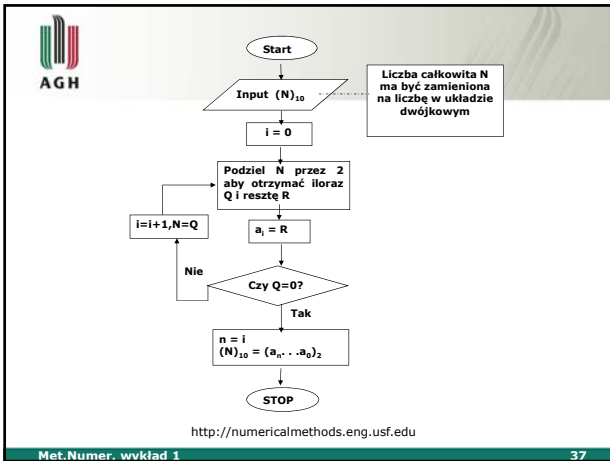 AGH
Start
Input (N)₁₀
Liczba całkowita N
ma być zamieniona
na liczbę w układzie
dwójkowym
i = 0
Podziel N przez 2
aby otrzymać iloraz
Q i resztę R
i=i+1,N=Q
aᵢ = R
Nie
Czy Q=0?
Tak
n = i
(N)₁₀ = (aₙ. . .a₀)₂
STOP
http://numericalmethods.eng.usf.edu
Met.Numer. wykład 1
37